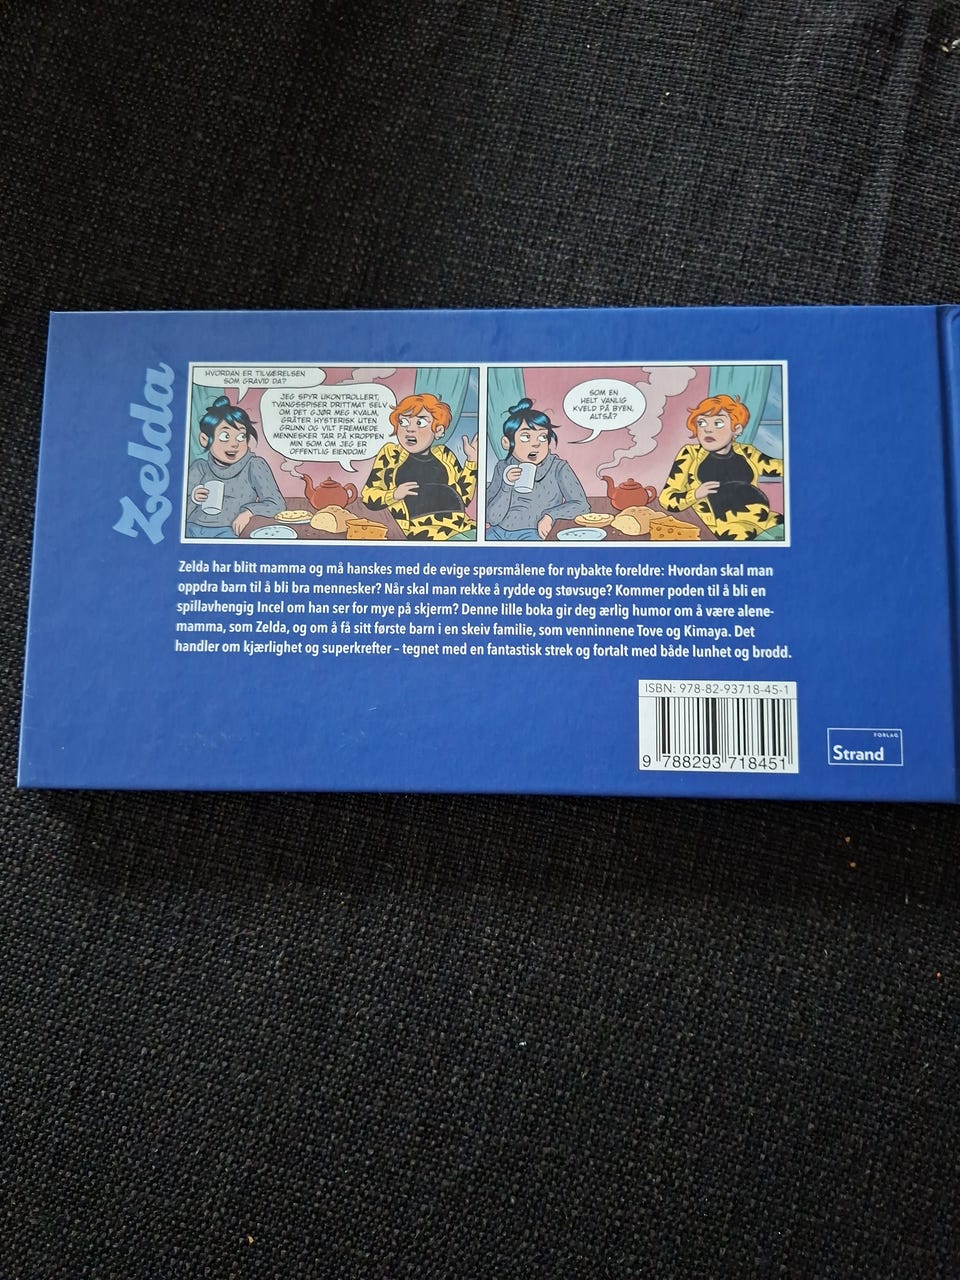 Zelda
HVORDAN ER TILVÆRELSEN
SOM GRAVID DA?
JEG SPYR UKONTROLLERT,
TVANGSSPISER DRITTMAT SELV
OM DET GJØR MEG KVALM,
GRÅTER HYSTERISK UTEN
GRUNN OG VILT FREMMEDE
MENNESKER TAR PÅ KROPPEN
MIN SOM OM JEG ER
OFFENTLIG EIENDOM!
SOM EN
HELT VANLIG
KVELD PÅ BYEN,
ALTSÅ?
Zelda har blitt mamma og må hanskes med de evige spørsmålene for nybakte foreldre: Hvordan skal man
oppdra barn til å bli bra mennesker? Når skal man rekke å rydde og støvsuge? Kommer poden til å bli en
spillavhengig Incel om han ser for mye på skjerm? Denne lille boka gir deg ærlig humor om å være alene-
mamma, som Zelda, og om å få sitt første barn i en skeiv familie, som venninnene Tove og Kimaya. Det
handler om kjærlighet og superkrefter – tegnet med en fantastisk strek og fortalt med både lunhet og brodd.
ISBN: 978-82-93718-45-1
9 788293 718451
FORLAG
Strand